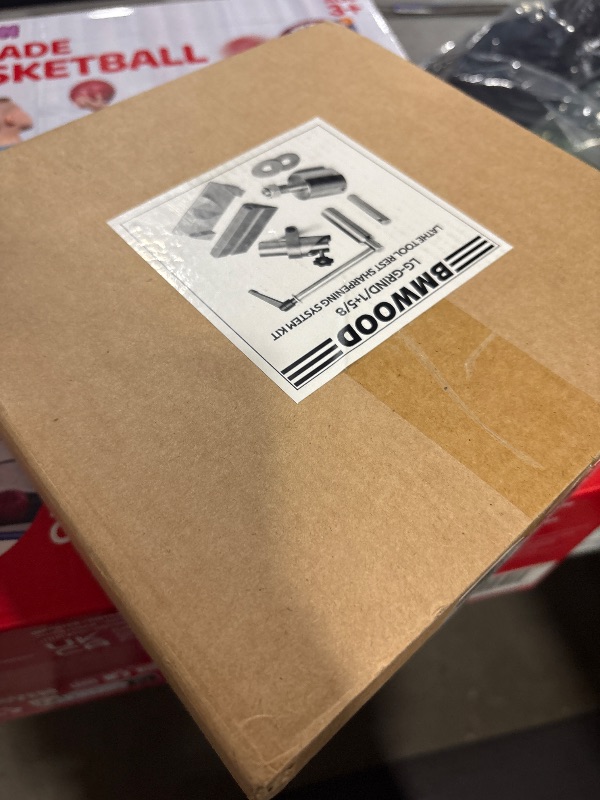 ADE
SKETBALL
BMWOOD
LG-GRIND/1+5/8
LATHE TOOL REST SHARPENING SYSTEM KIT